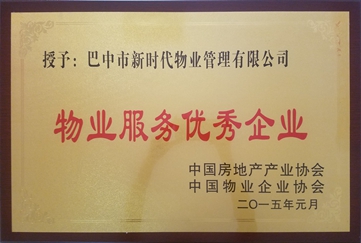 授予：巴中市新时代物业管理有限公司
物业服务优秀企业
中国房地产产业协会
中国物业企业协会
二〇一五年元月